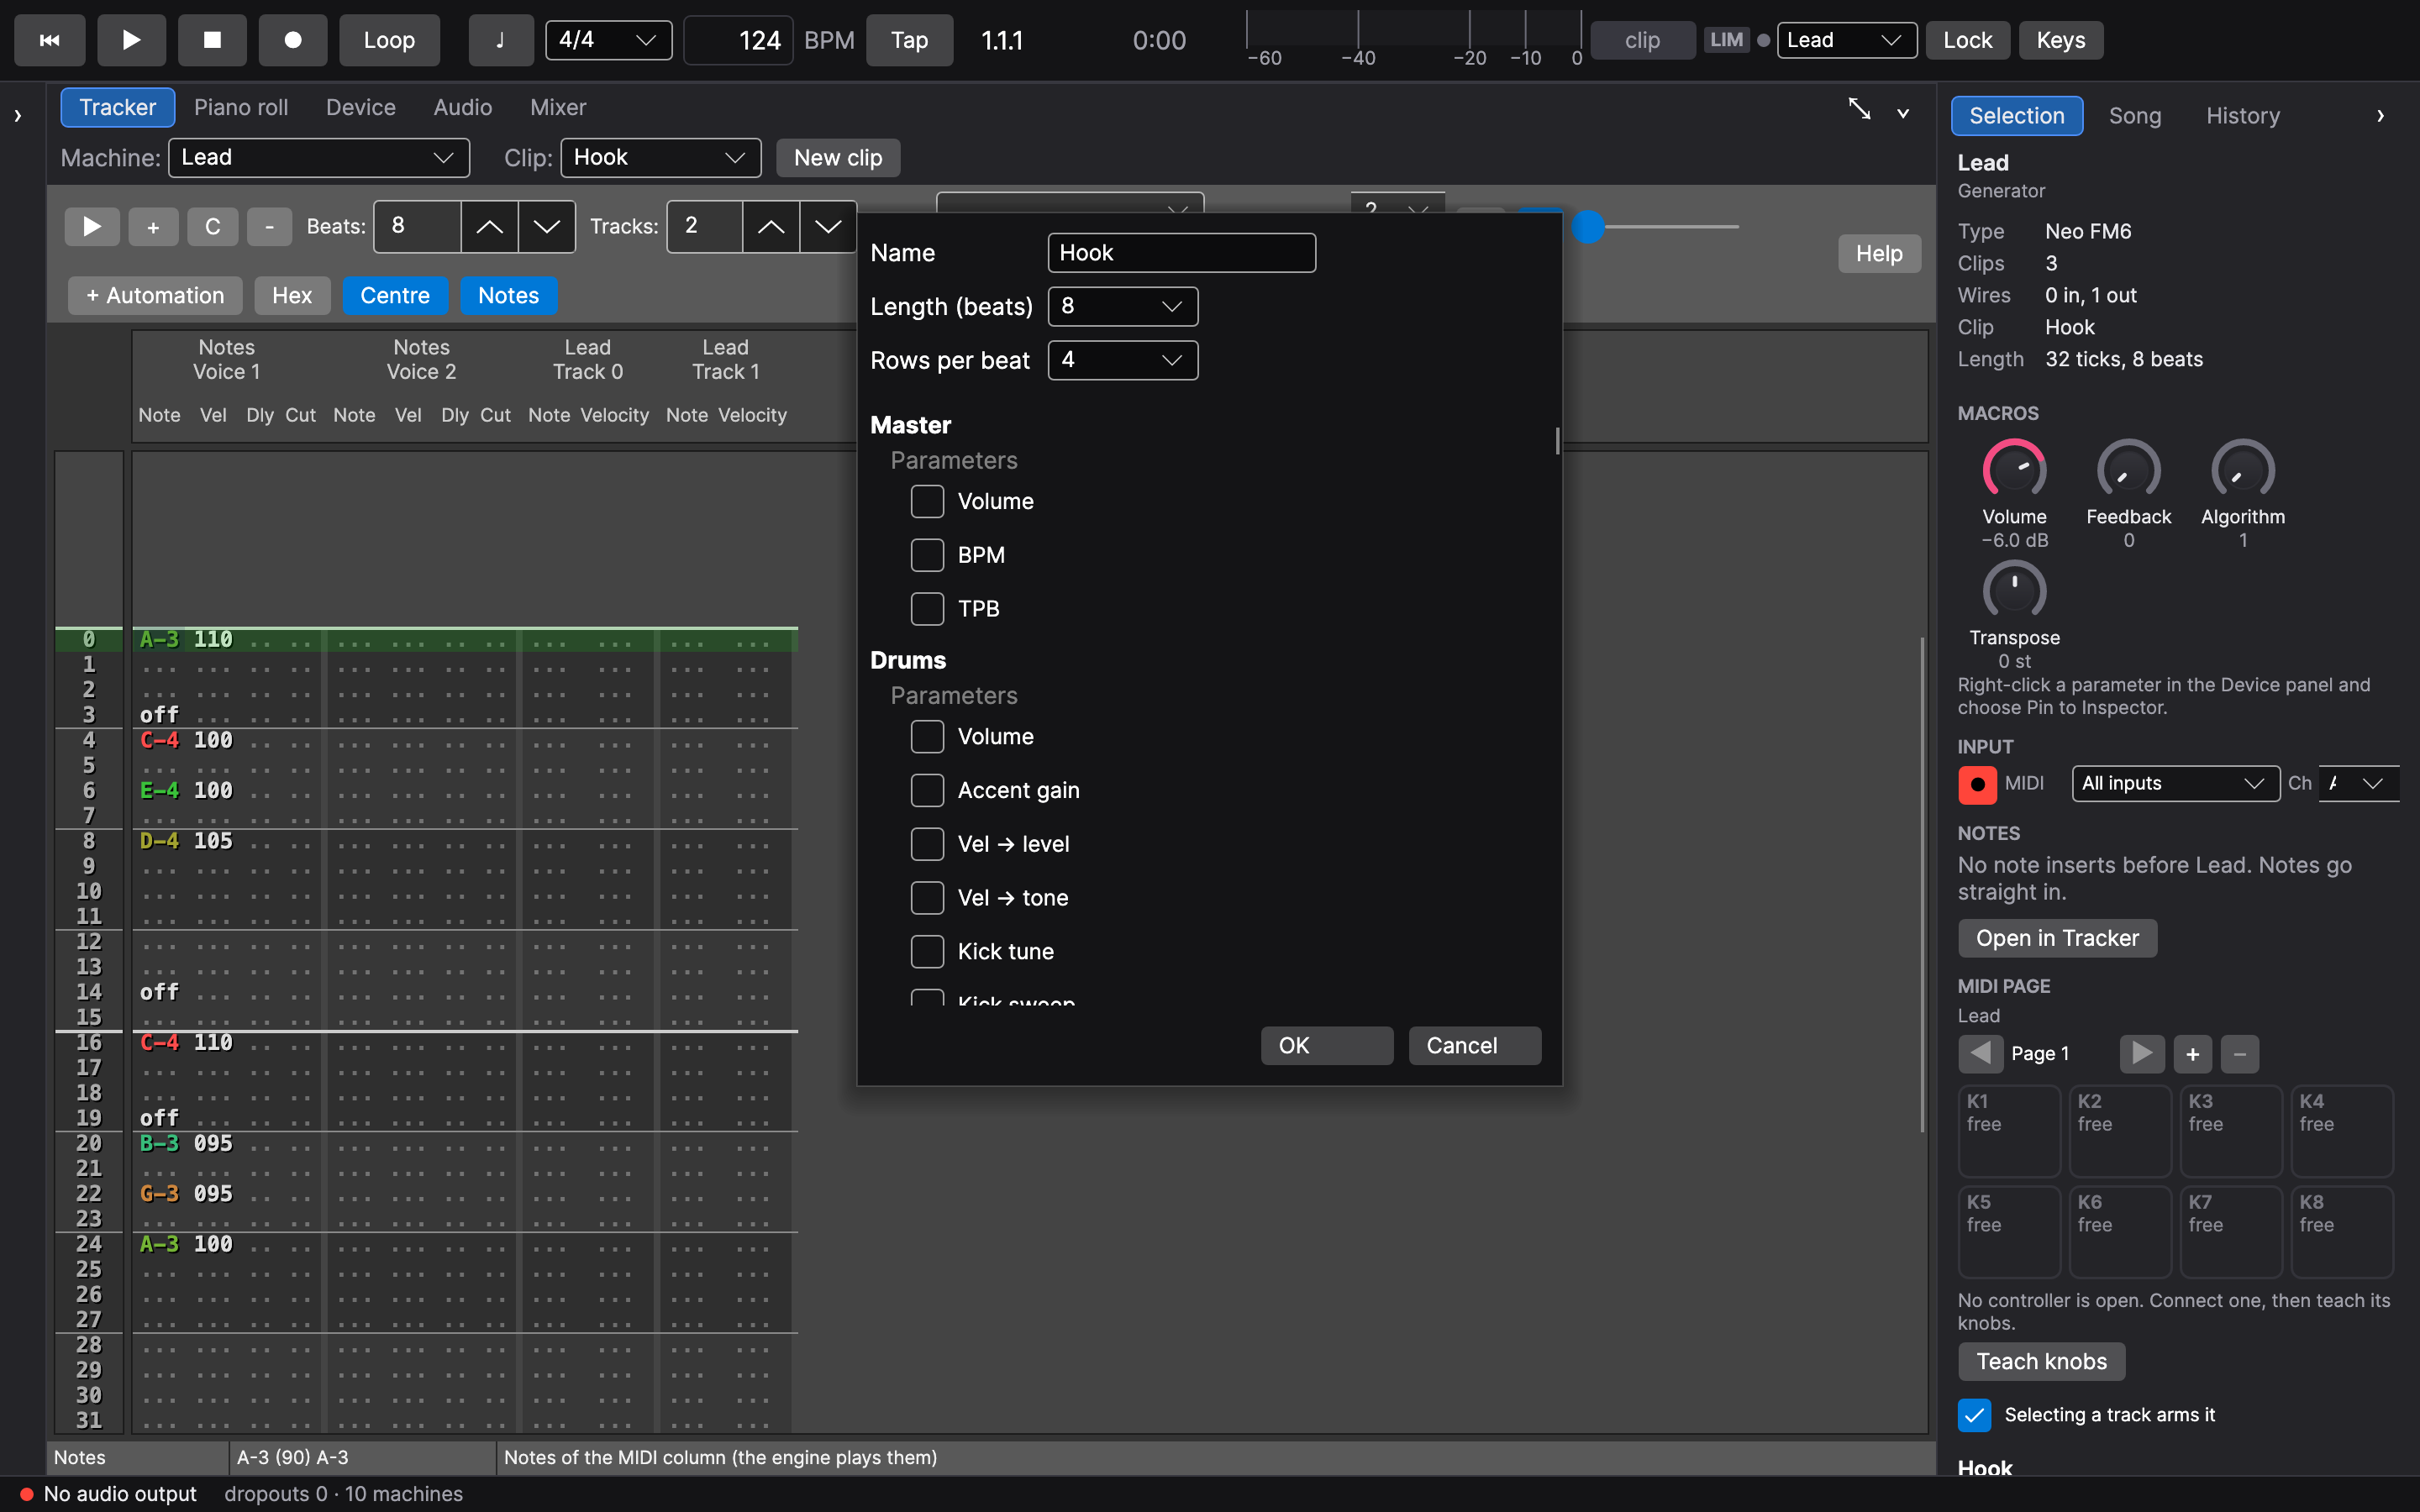 Loop
4/4
124
BPM
Tap
1.1.1
0:00
−60 −40 −20 −10 0
clip
LIM
Lead
Lock
Keys
Tracker
Piano roll
Device
Audio
Mixer
Machine: Lead
Clip: Hook
New clip
+ C -
Beats: 8
Tracks: 2
2
Help
+ Automation
Hex
Centre
Notes
Notes Notes Lead Lead
Voice 1 Voice 2 Track 0 Track 1
Note Vel Dly Cut Note Vel Dly Cut Note Velocity Note Velocity
0 A−3 110
1
2
3 off
4 C−4 100
5
6 E−4 100
7
8 D−4 105
9
10
11
12
13
14 off
15
16 C−4 110
17
18
19 off
20 B−3 095
21
22 G−3 095
23
24 A−3 100
25
26
27
28
29
30
31
Name Hook
Length (beats) 8
Rows per beat 4
Master
Parameters
Volume
BPM
TPB
Drums
Parameters
Volume
Accent gain
Vel → level
Vel → tone
Kick tune
Kick sweep
OK
Cancel
Selection
Song
History
Lead
Generator
Type Neo FM6
Clips 3
Wires 0 in, 1 out
Clip Hook
Length 32 ticks, 8 beats
MACROS
Volume Feedback Algorithm
−6.0 dB 0 1
Transpose
0 st
Right-click a parameter in the Device panel and
choose Pin to Inspector.
INPUT
MIDI All inputs Ch
NOTES
No note inserts before Lead. Notes go
straight in.
Open in Tracker
MIDI PAGE
Lead
Page 1 + −
K1 K2 K3 K4
free free free free
K5 K6 K7 K8
free free free free
No controller is open. Connect one, then teach its
knobs.
Teach knobs
Selecting a track arms it
Hook
Notes
A-3 (90) A-3
Notes of the MIDI column (the engine plays them)
No audio output
dropouts 0 · 10 machines